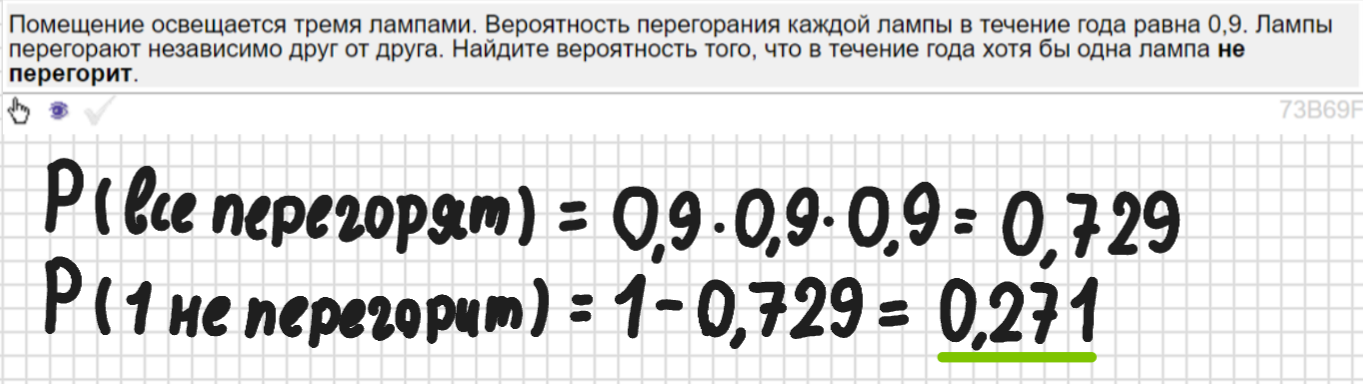 Помещение освещается тремя лампами. Вероятность перегорания каждой лампы в течение года равна 0,9. Лампы
перегорают независимо друг от друга. Найдите вероятность того, что в течение года хотя бы одна лампа не
перегорит.
73B69F
P(все перегорят) = 0,9·0,9·0,9 = 0,729
P(1 не перегорит) = 1-0,729 = 0,271